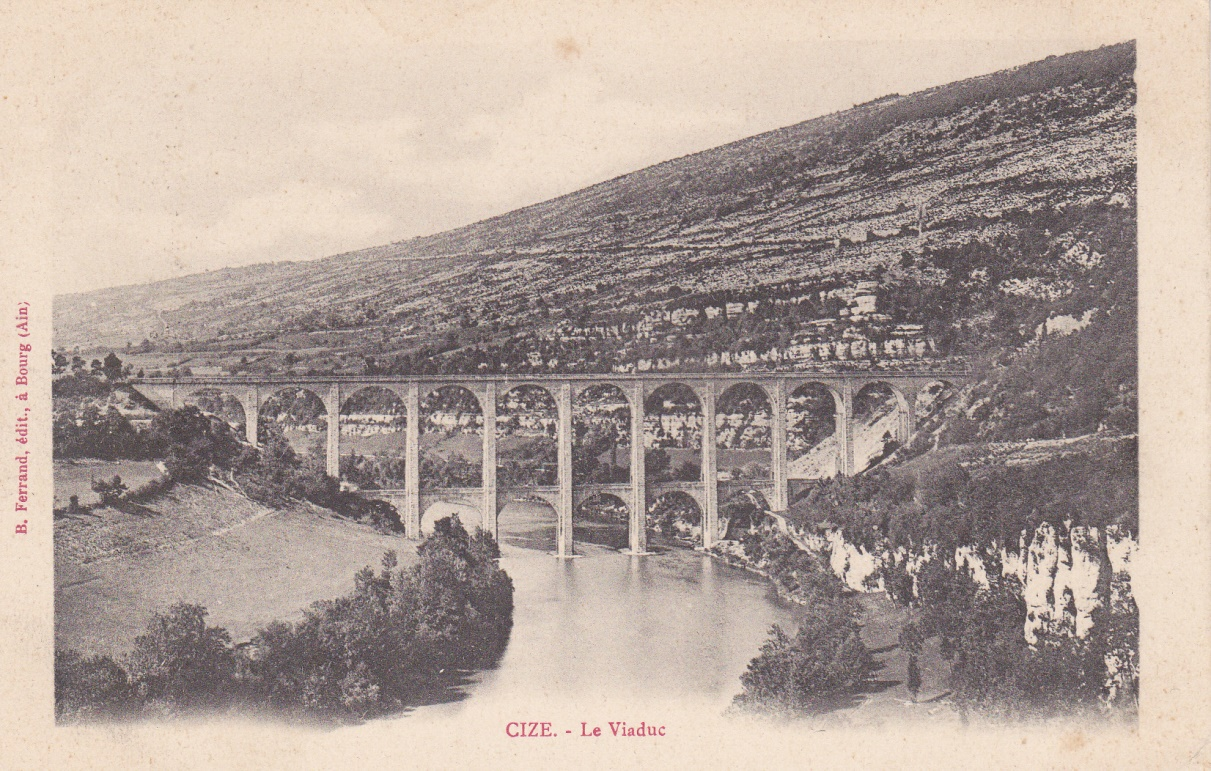 B. Ferrand, édit., à Bourg (Ain)
CIZE. - Le Viaduc